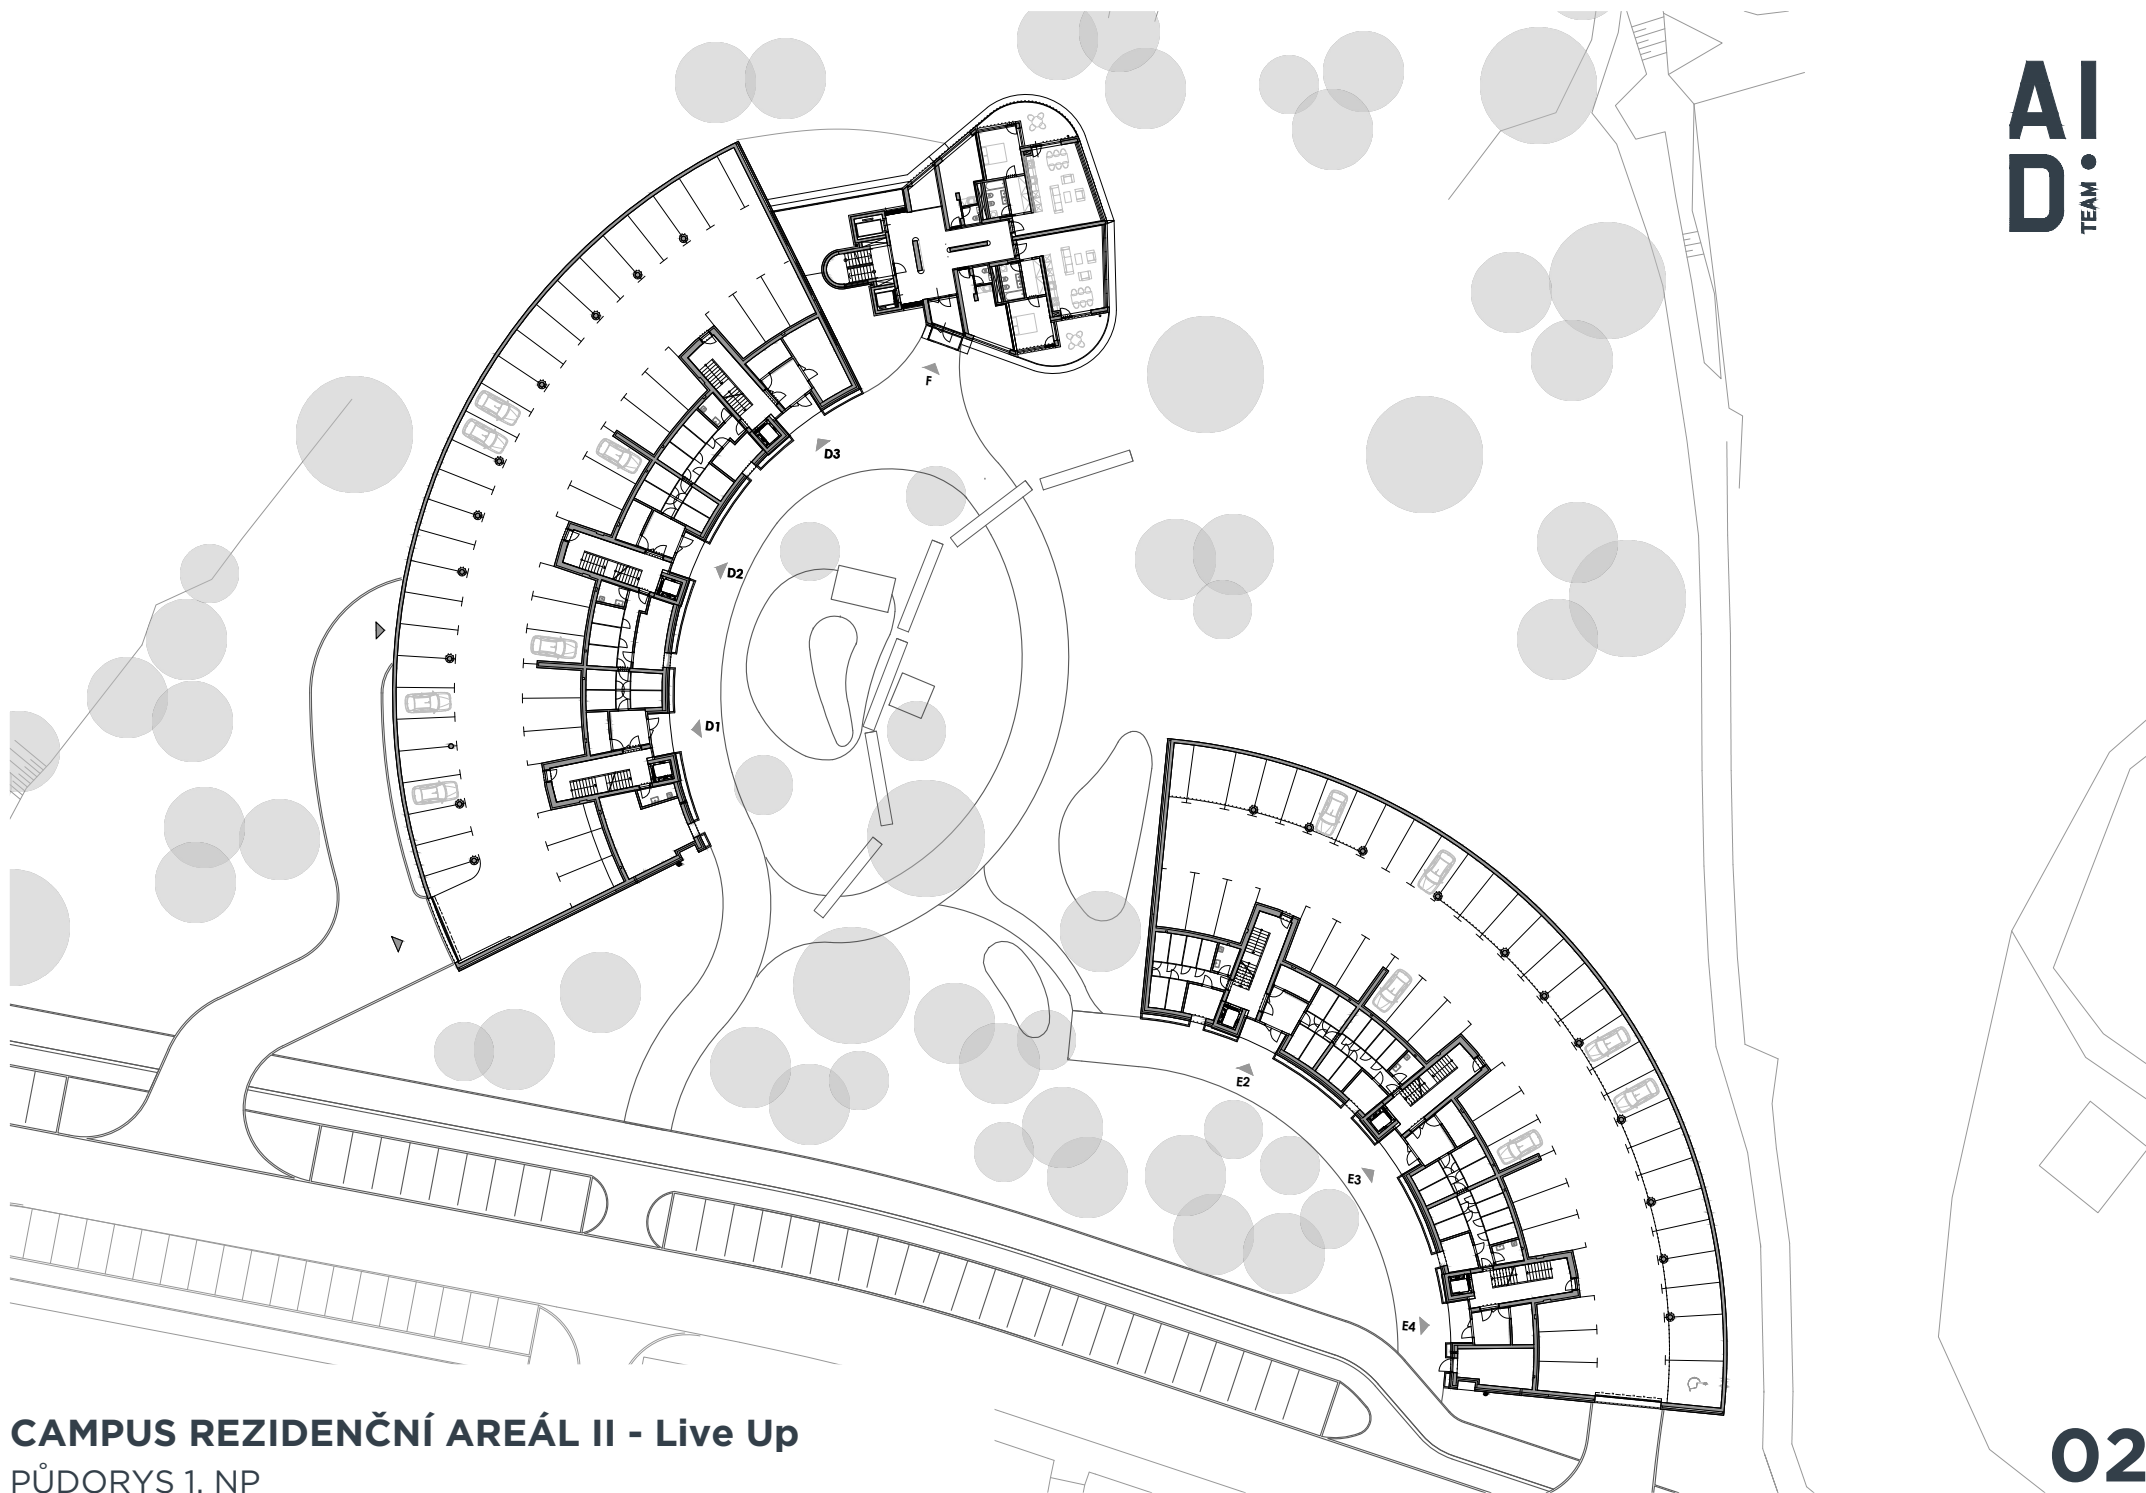 AI
D TEAM
F
D3
D2
D1
E2
E3
E4
CAMPUS REZIDENČNÍ AREÁL II - Live Up
PŮDORYS 1. NP
02